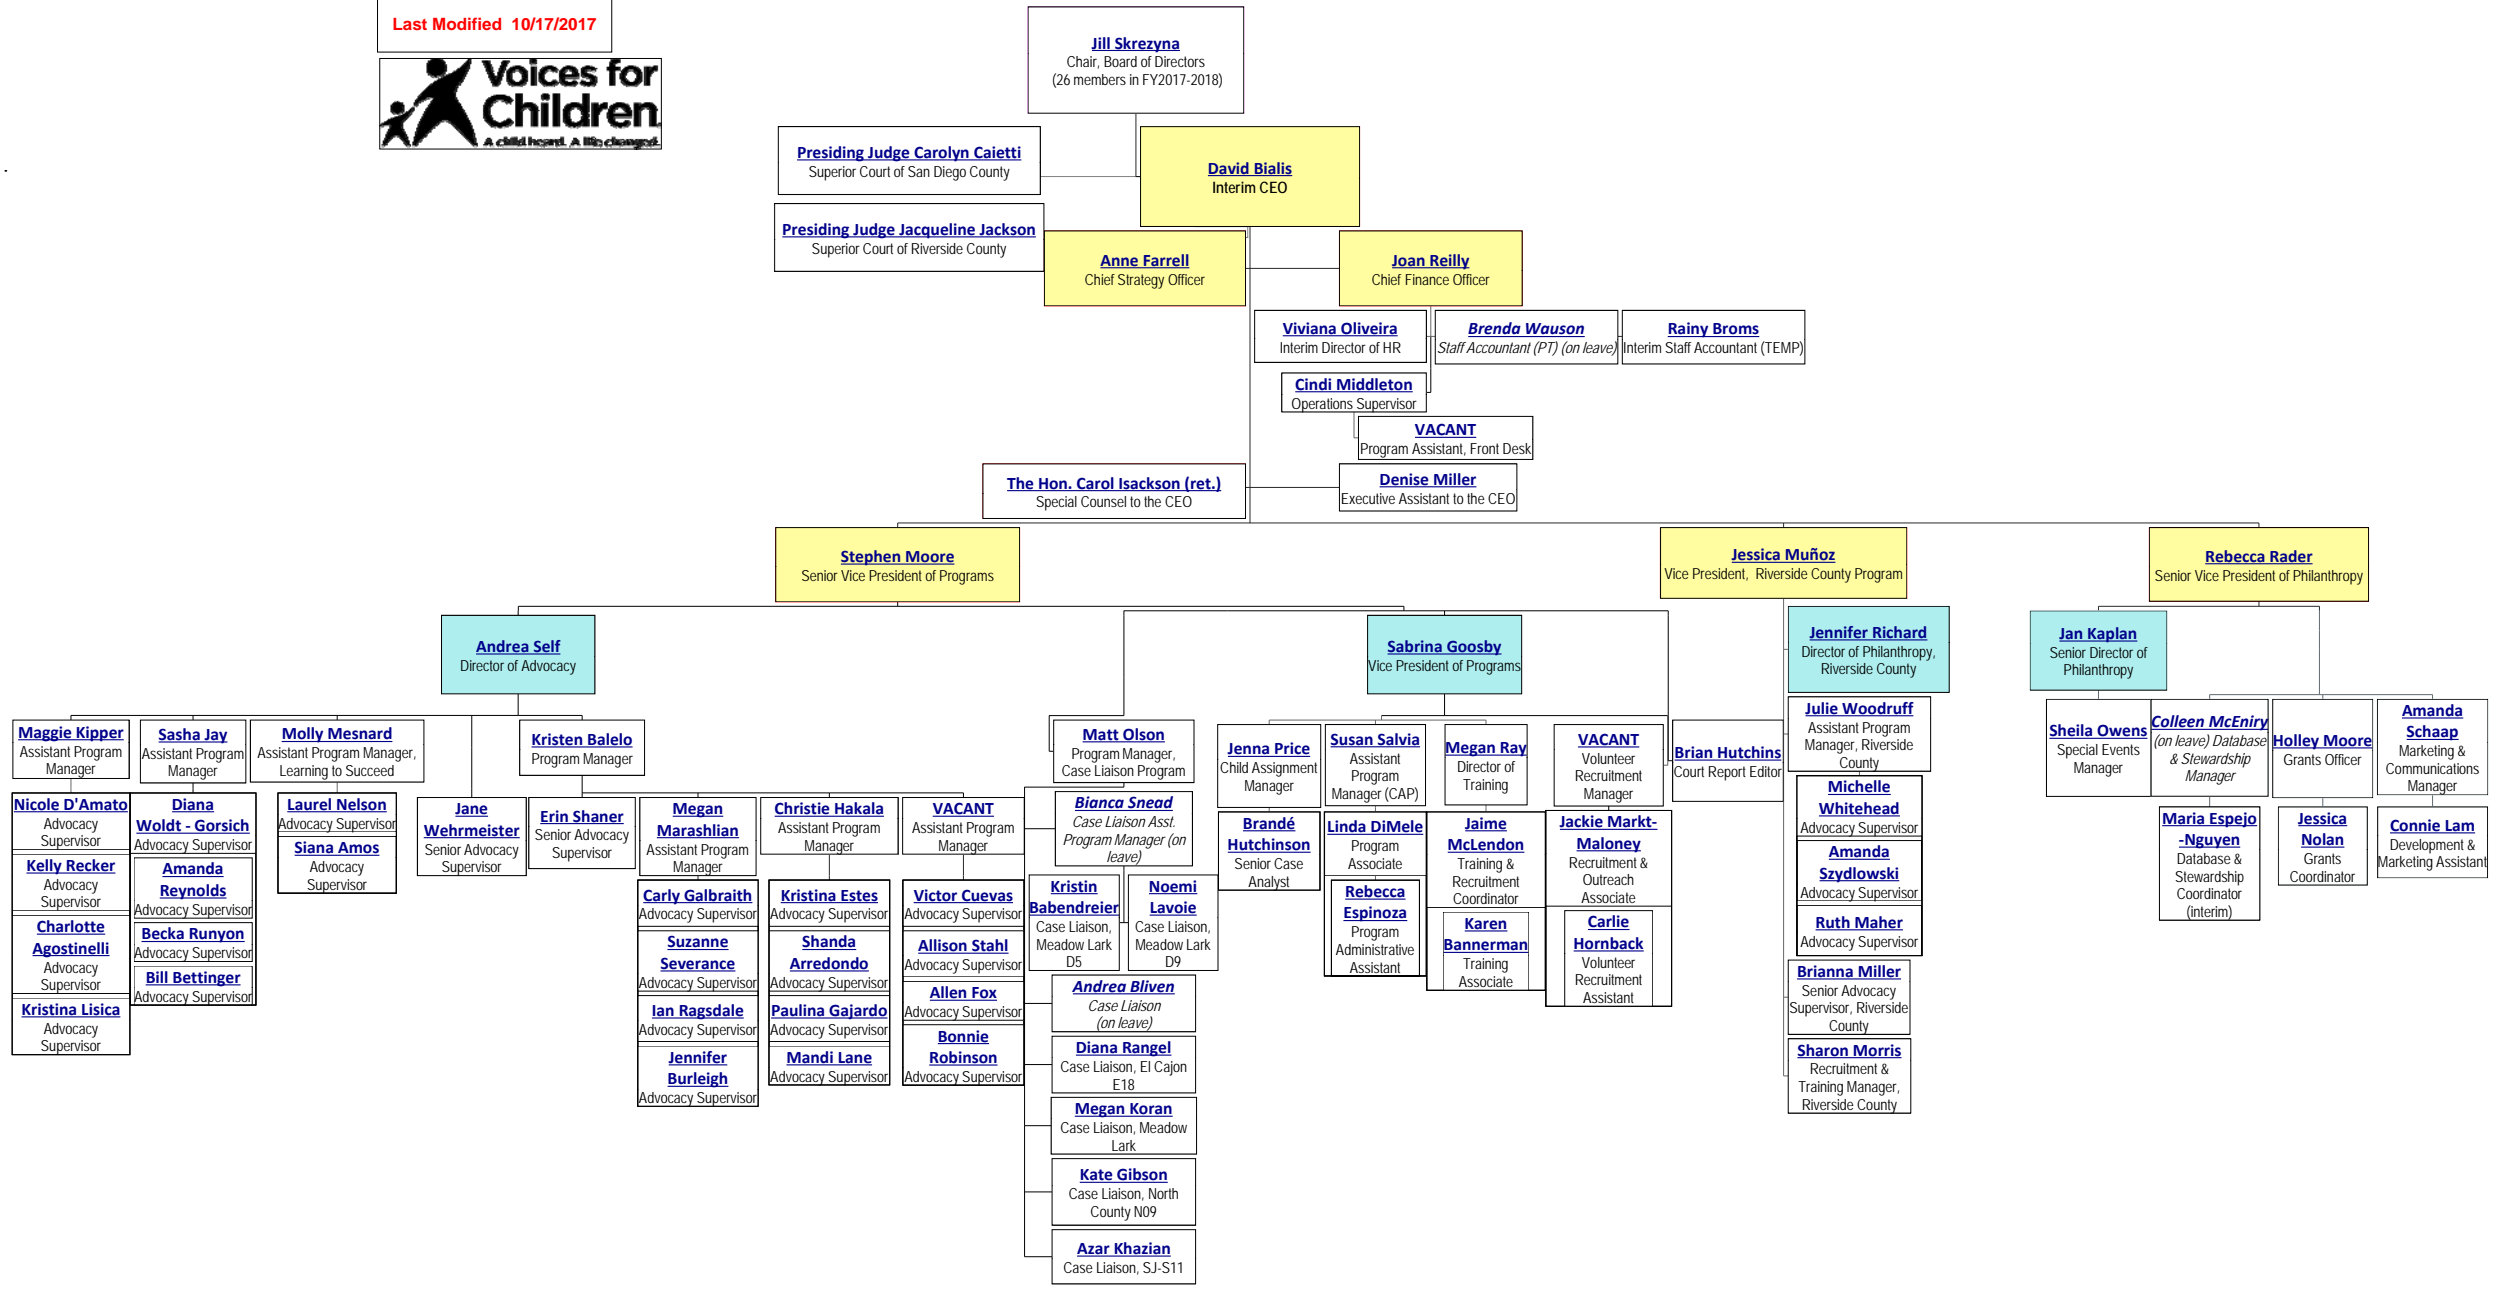 Last Modified 10/17/2017
Voices for
Children
A child heard. A life changed.
.
Jill Skrezyna
Chair, Board of Directors
(26 members in FY2017-2018)
Presiding Judge Carolyn Caietti
Superior Court of San Diego County
David Bialis
Interim CEO
Presiding Judge Jacqueline Jackson
Superior Court of Riverside County
Anne Farrell
Chief Strategy Officer
Joan Reilly
Chief Finance Officer
Viviana Oliveira
Interim Director of HR
Brenda Wauson
Staff Accountant (PT) (on leave)
Rainy Broms
Interim Staff Accountant (TEMP)
Cindi Middleton
Operations Supervisor
VACANT
Program Assistant, Front Desk
The Hon. Carol Isackson (ret.)
Special Counsel to the CEO
Denise Miller
Executive Assistant to the CEO
Stephen Moore
Senior Vice President of Programs
Jessica Muñoz
Vice President, Riverside County Program
Rebecca Rader
Senior Vice President of Philanthropy
Andrea Self
Director of Advocacy
Sabrina Goosby
Vice President of Programs
Jennifer Richard
Director of Philanthropy,
Riverside County
Jan Kaplan
Senior Director of
Philanthropy
Maggie Kipper
Assistant Program
Manager
Nicole D'Amato
Advocacy
Supervisor
Kelly Recker
Advocacy
Supervisor
Charlotte
Agostinelli
Advocacy
Supervisor
Kristina Lisica
Advocacy
Supervisor
Sasha Jay
Assistant Program
Manager
Diana
Woldt - Gorsich
Advocacy Supervisor
Amanda
Reynolds
Advocacy Supervisor
Becka Runyon
Advocacy Supervisor
Bill Bettinger
Advocacy Supervisor
Molly Mesnard
Assistant Program Manager,
Learning to Succeed
Laurel Nelson
Advocacy Supervisor
Siana Amos
Advocacy
Supervisor
Jane
Wehrmeister
Senior Advocacy
Supervisor
Kristen Balelo
Program Manager
Erin Shaner
Senior Advocacy
Supervisor
Megan
Marashlian
Assistant Program
Manager
Carly Galbraith
Advocacy Supervisor
Suzanne
Severance
Advocacy Supervisor
Ian Ragsdale
Advocacy Supervisor
Jennifer
Burleigh
Advocacy Supervisor
Christie Hakala
Assistant Program
Manager
Kristina Estes
Advocacy Supervisor
Shanda
Arredondo
Advocacy Supervisor
Paulina Gajardo
Advocacy Supervisor
Mandi Lane
Advocacy Supervisor
VACANT
Assistant Program
Manager
Victor Cuevas
Advocacy Supervisor
Allison Stahl
Advocacy Supervisor
Allen Fox
Advocacy Supervisor
Bonnie
Robinson
Advocacy Supervisor
Matt Olson
Program Manager,
Case Liaison Program
Bianca Snead
Case Liaison Asst.
Program Manager (on
leave)
Kristin
Babendreier
Case Liaison,
Meadow Lark
D5
Noemi
Lavoie
Case Liaison,
Meadow Lark
D9
Andrea Bliven
Case Liaison
(on leave)
Diana Rangel
Case Liaison, El Cajon
E18
Megan Koran
Case Liaison, Meadow
Lark
Kate Gibson
Case Liaison, North
County N09
Azar Khazian
Case Liaison, SJ-S11
Jenna Price
Child Assignment
Manager
Brandé
Hutchinson
Senior Case
Analyst
Susan Salvia
Assistant
Program
Manager (CAP)
Linda DiMele
Program
Associate
Rebecca
Espinoza
Program
Administrative
Assistant
Megan Ray
Director of
Training
Jaime
McLendon
Training &
Recruitment
Coordinator
Karen
Bannerman
Training
Associate
VACANT
Volunteer
Recruitment
Manager
Jackie Markt-
Maloney
Recruitment &
Outreach
Associate
Carlie
Hornback
Volunteer
Recruitment
Assistant
Brian Hutchins
Court Report Editor
Julie Woodruff
Assistant Program
Manager, Riverside
County
Michelle
Whitehead
Advocacy Supervisor
Amanda
Szydlowski
Advocacy Supervisor
Ruth Maher
Advocacy Supervisor
Brianna Miller
Senior Advocacy
Supervisor, Riverside
County
Sharon Morris
Recruitment &
Training Manager,
Riverside County
Sheila Owens
Special Events
Manager
Colleen McEniry
(on leave) Database
& Stewardship
Manager
Maria Espejo
-Nguyen
Database &
Stewardship
Coordinator
(interim)
Holley Moore
Grants Officer
Jessica
Nolan
Grants
Coordinator
Amanda
Schaap
Marketing &
Communications
Manager
Connie Lam
Development &
Marketing Assistant